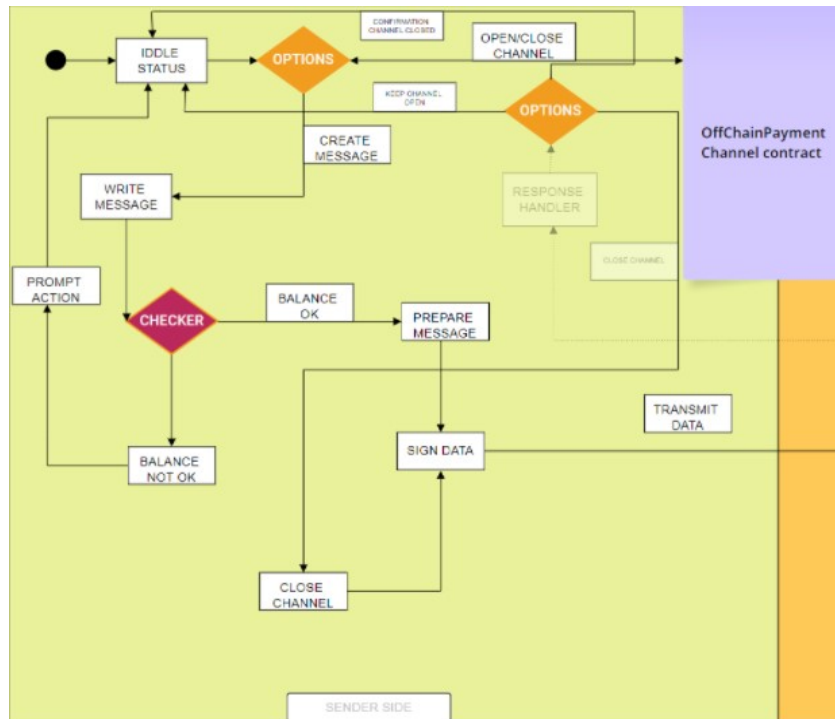 CONFIRMATION
CHANNEL CLOSED
IDDLE
STATUS
OPTIONS
OPEN/CLOSE
CHANNEL
KEEP CHANNEL
OPEN
OPTIONS
OffChainPayment
Channel contract
CREATE
MESSAGE
WRITE
MESSAGE
RESPONSE
HANDLER
CLOSE CHANNEL
PROMPT
ACTION
CHECKER
BALANCE
OK
PREPARE
MESSAGE
TRANSMIT
DATA
BALANCE
NOT OK
SIGN DATA
CLOSE
CHANNEL
SENDER SIDE